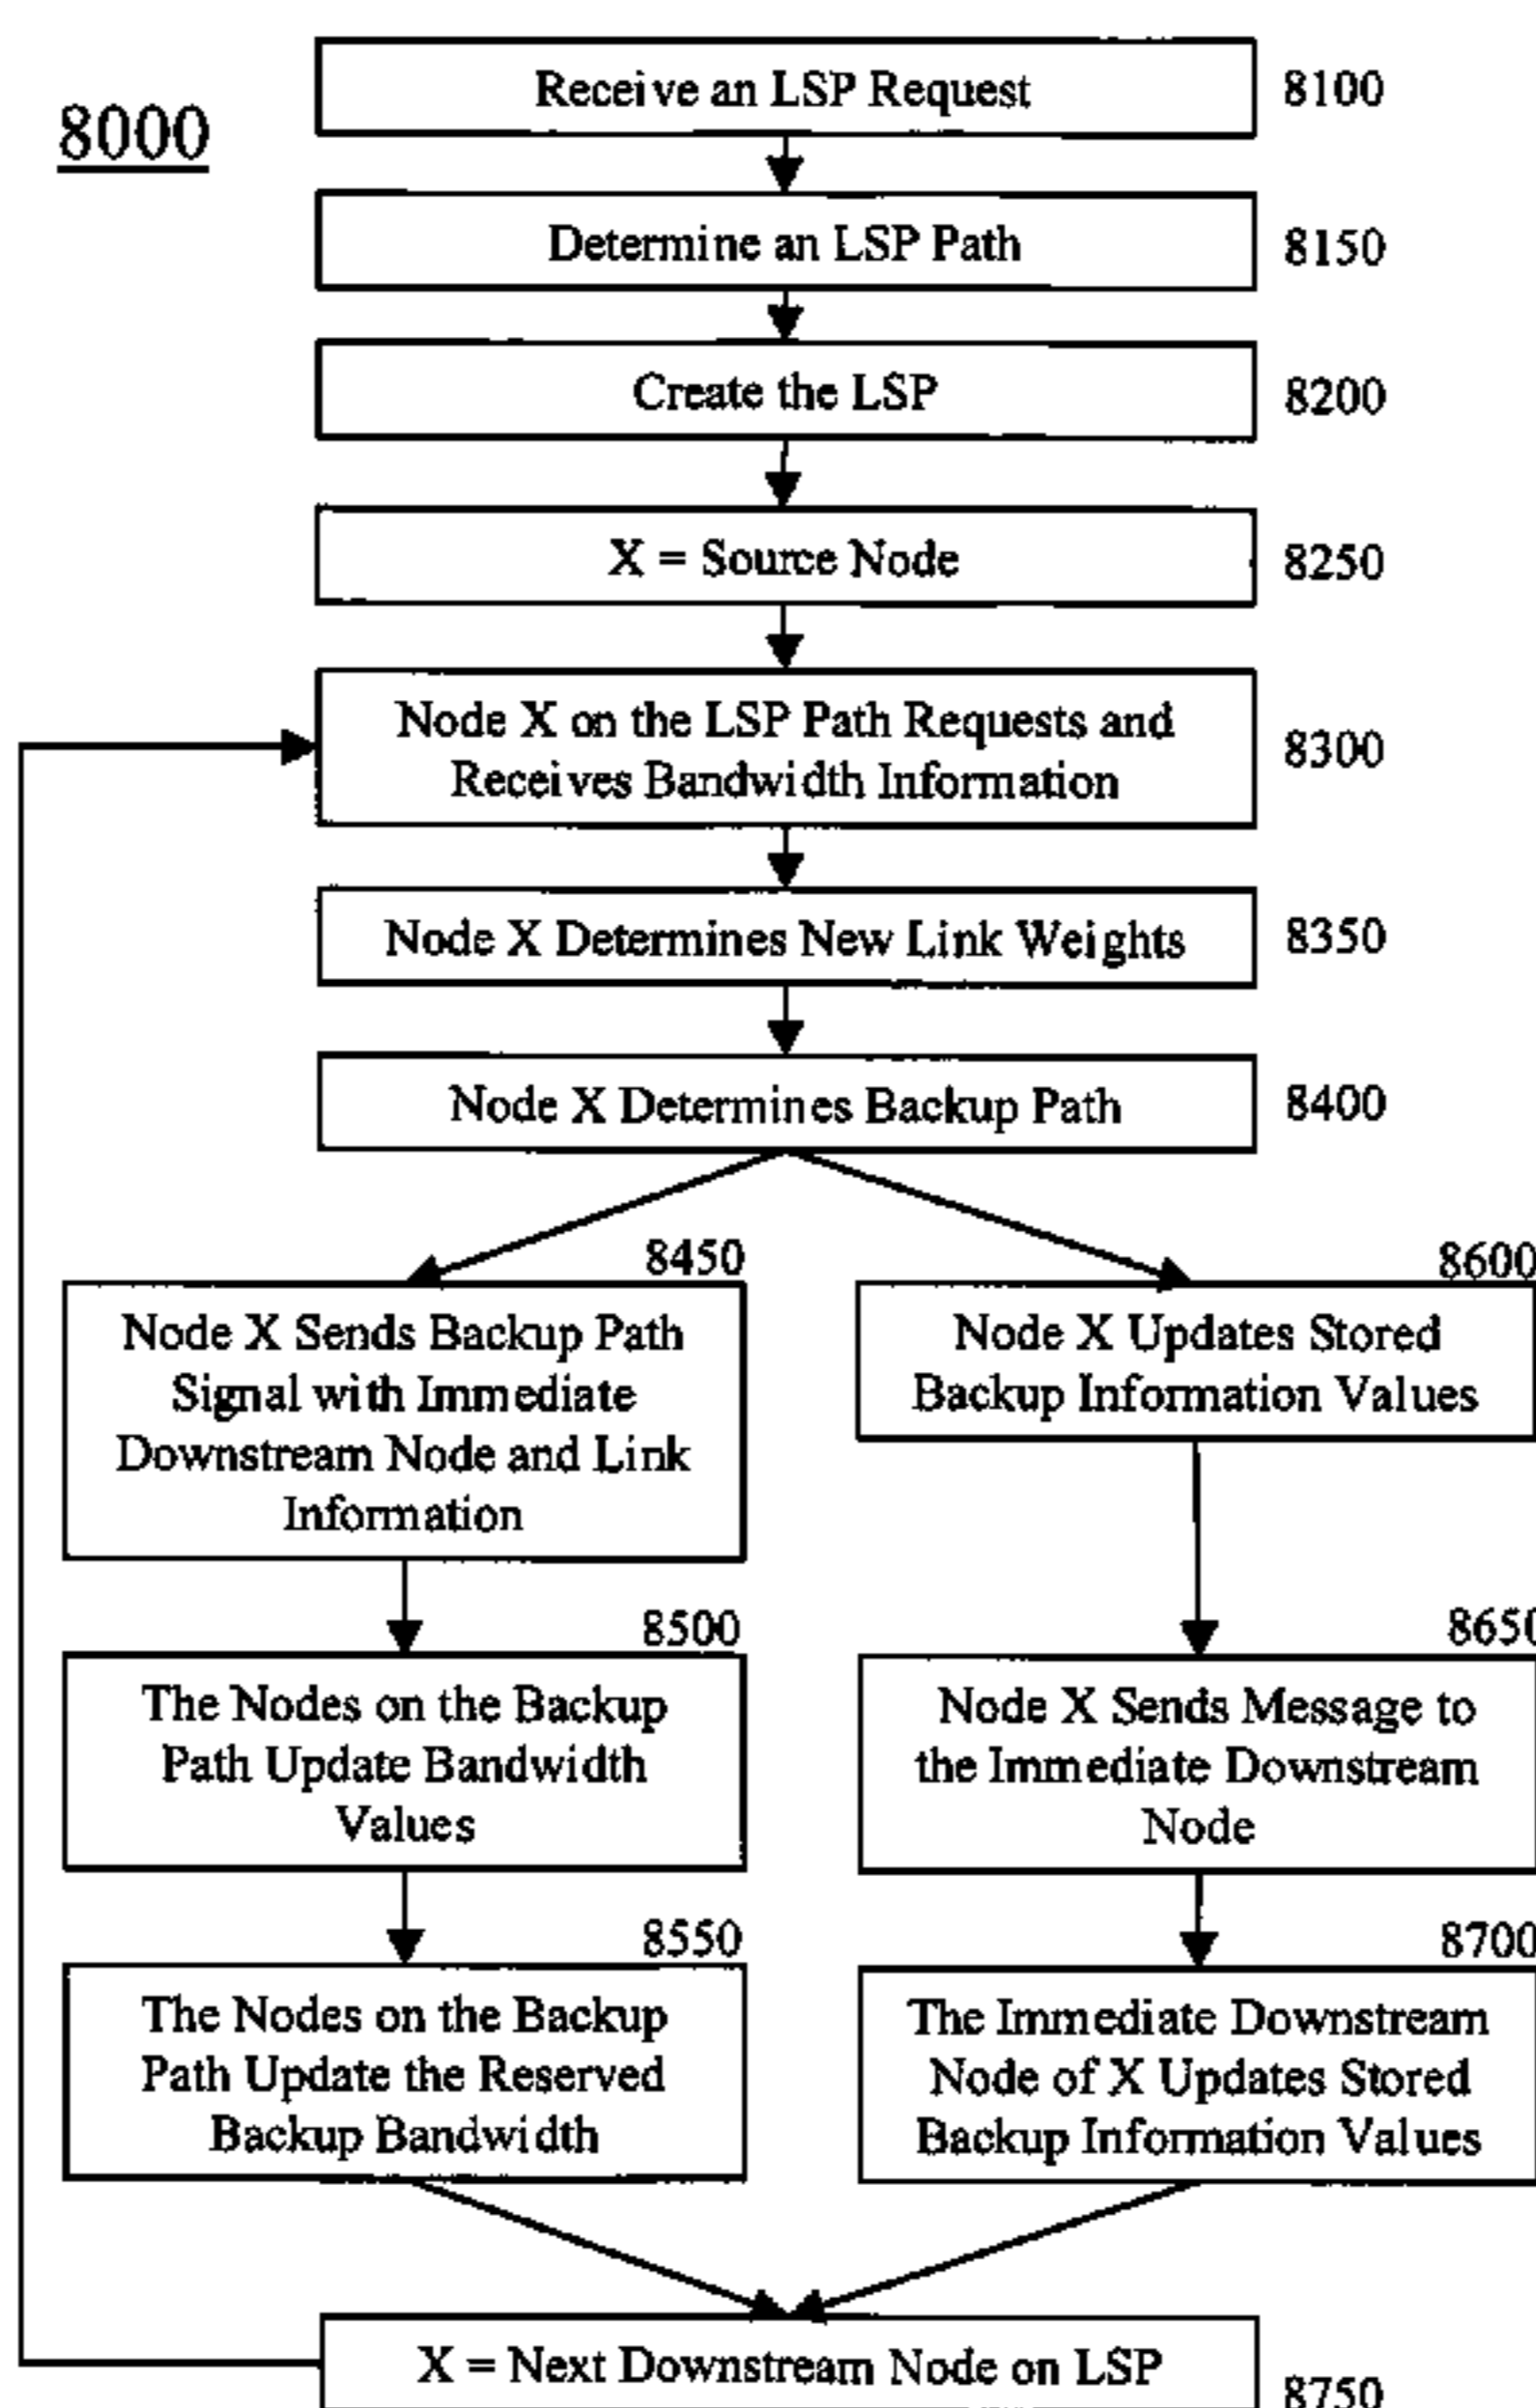 8000
Receive an LSP Request
8100
Determine an LSP Path
8150
Create the LSP
8200
X = Source Node
8250
Node X on the LSP Path Requests and
Receives Bandwidth Information
8300
Node X Determines New Link Weights
8350
Node X Determines Backup Path
8400
8450
Node X Sends Backup Path
Signal with Immediate
Downstream Node and Link
Information
8500
The Nodes on the Backup
Path Update Bandwidth
Values
8550
The Nodes on the Backup
Path Update the Reserved
Backup Bandwidth
8600
Node X Updates Stored
Backup Information Values
8650
Node X Sends Message to
the Immediate Downstream
Node
8700
The Immediate Downstream
Node of X Updates Stored
Backup Information Values
X = Next Downstream Node on LSP
8750